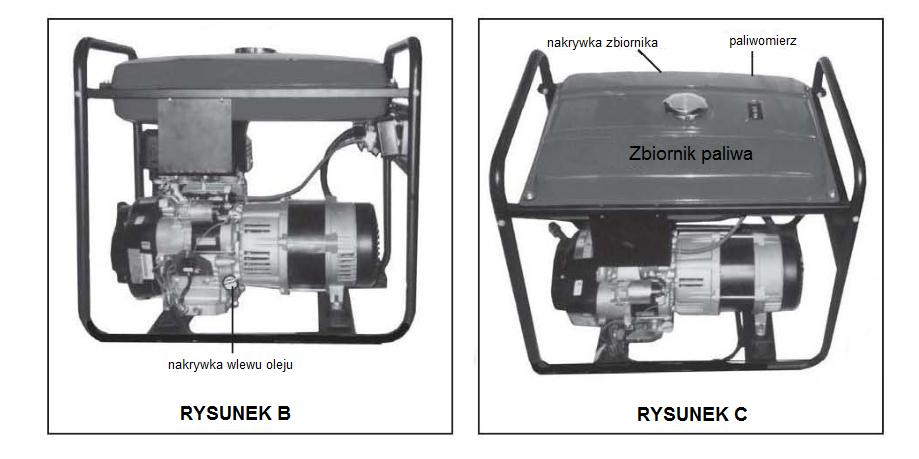 nakrywka wlewu oleju
RYSUNEK B
nakrywka zbiornika
paliwomierz
Zbiornik paliwa
RYSUNEK C